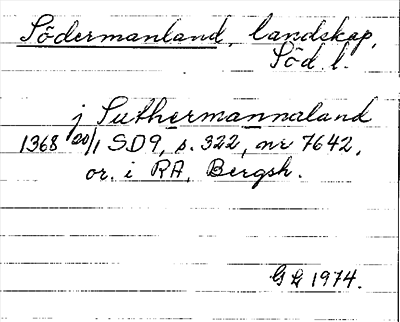 Södermanland, landskap,
Söd. l.
j Suthermannaland
1368 20/1 SD9, s. 322, nr 7642,
or. i RA, Bergsh.
G L 1974.